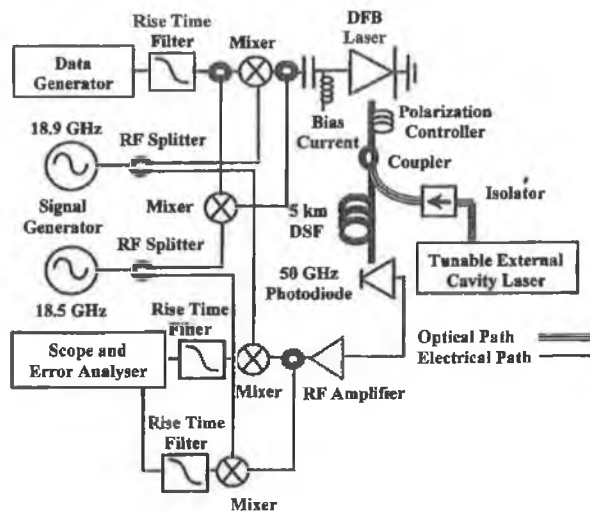 Rise Time
Filter
Mixer
DFB
Laser
Data
Generator
18.9 GHz
RF Splitter
Bias
Current
Polarization
Controller
Coupler
Isolator
Signal
Generator
Mixer
RF Splitter
5 km
DSF
18.5 GHz
50 GHz
Photodiode
Tunable External
Cavity Laser
Rise Time
Filter
Optical Path
Electrical Path
Scope and
Error Analyser
Mixer
RF Amplifier
Rise Time
Filter
Mixer